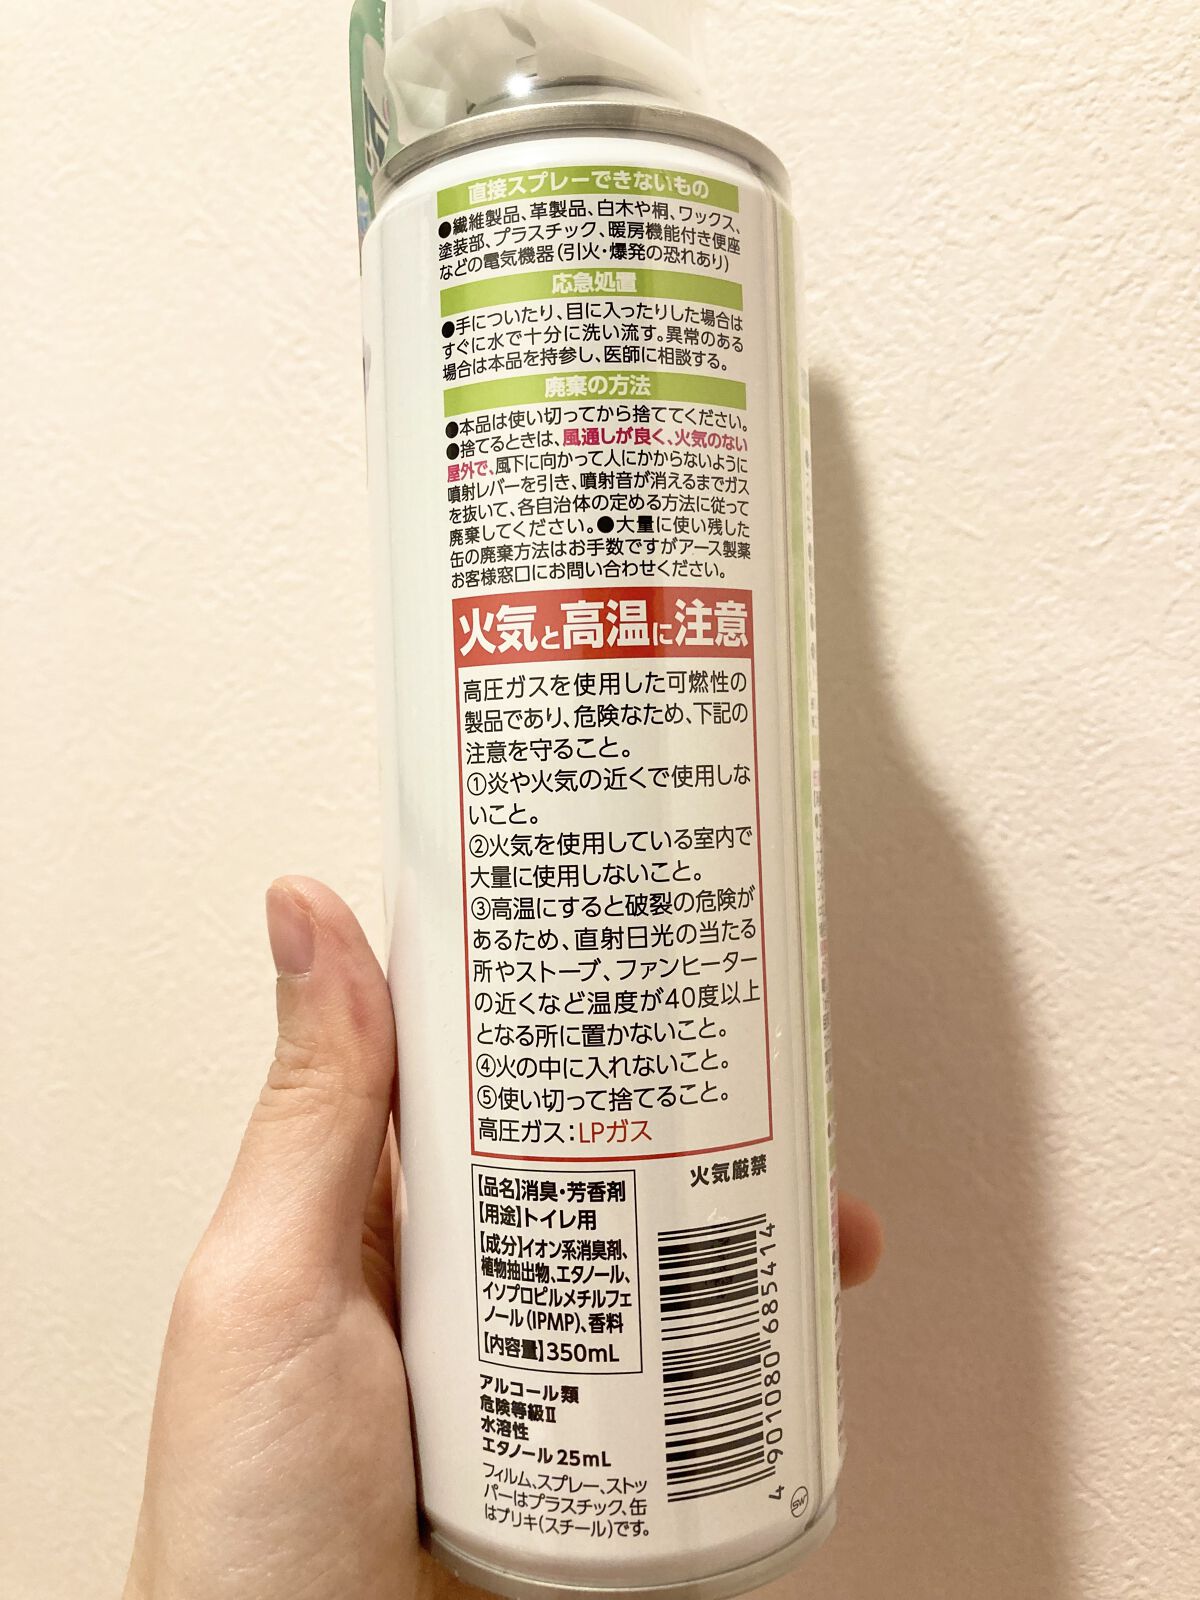 直接スプレーできないもの
●繊維製品、革製品、白木や桐、ワックス、
塗装部、プラスチック、暖房機能付き便座
などの電気機器(引火・爆発の恐れあり)
応急処置
●手についたり、目に入ったりした場合は
すぐに水で十分に洗い流す。異常のある
場合は本品を持参し、医師に相談する。
廃棄の方法
●本品は使い切ってから捨ててください。
●捨てるときは、風通しが良く、火気のない
屋外で、風下に向かって人にかからないように
噴射レバーを引き、噴射音が消えるまでガス
を抜いて、各自治体の定める方法に従って
廃棄してください。●大量に使い残した
缶の廃棄方法はお手数ですがアース製薬
お客様窓口にお問い合わせください。
火気と高温に注意
高圧ガスを使用した可燃性の
製品であり、危険なため、下記の
注意を守ること。
①炎や火気の近くで使用しな
いこと。
②火気を使用している室内で
大量に使用しないこと。
③高温にすると破裂の危険が
あるため、直射日光の当たる
所やストーブ、ファンヒーター
の近くなど温度が40度以上
となる所に置かないこと。
④火の中に入れないこと。
⑤使い切って捨てること。
高圧ガス:LPガス
火気厳禁
【品名】消臭・芳香剤
【用途】トイレ用
【成分】イオン系消臭剤、
植物抽出物、エタノール、
イソプロピルメチルフェ
ノール(IPMP)、香料
【内容量】350mL
アルコール類
危険等級Ⅱ
水溶性
エタノール25mL
フィルム、スプレー、ストッ
パーはプラスチック、缶
はブリキ(スチール)です。
4901080685414
SW